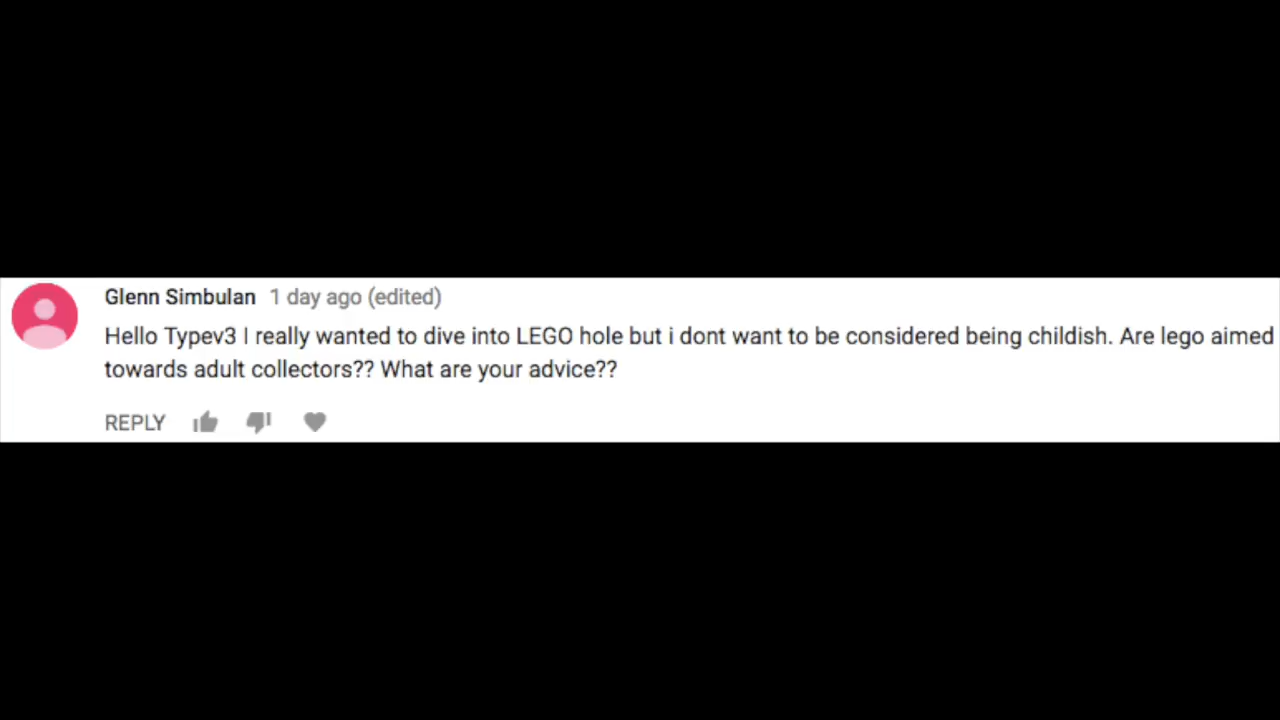 Glenn Simbulan 1 day ago (edited)
Hello Typev3 I really wanted to dive into LEGO hole but i dont want to be considered being childish. Are lego aimed
towards adult collectors?? What are your advice??
REPLY